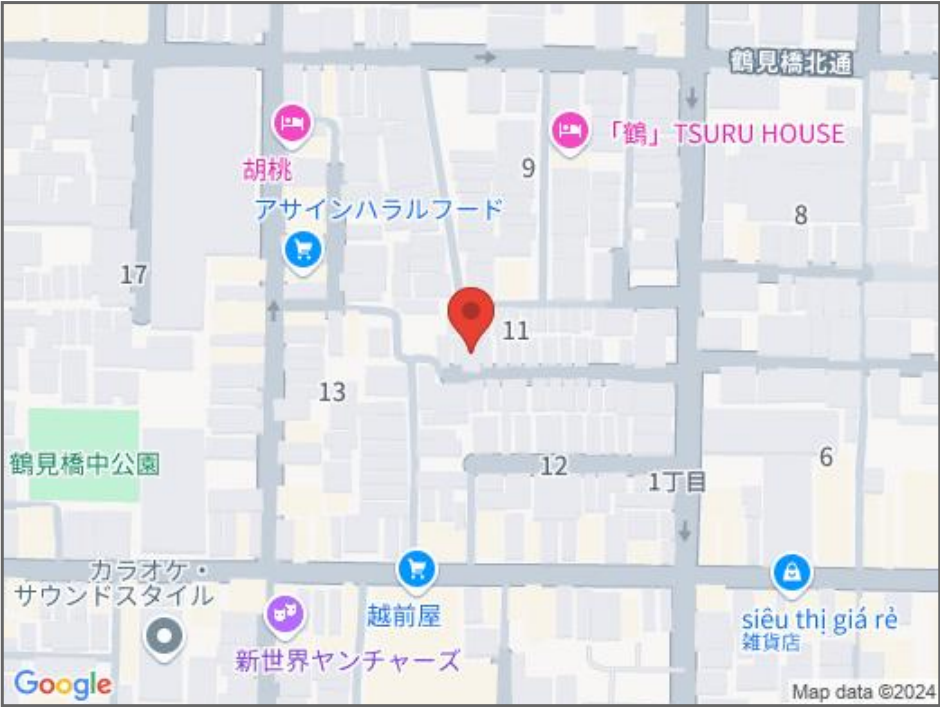 鶴見橋北通
「鶴」TSURU HOUSE
胡桃
9
アサインハラルフード
8
17
11
13
鶴見橋中公園
12
1丁目
6
カラオケ・
サウンドスタイル
越前屋
siêu thị giá rẻ
雑貨店
新世界ヤンチャーズ
Google
Map data ©2024